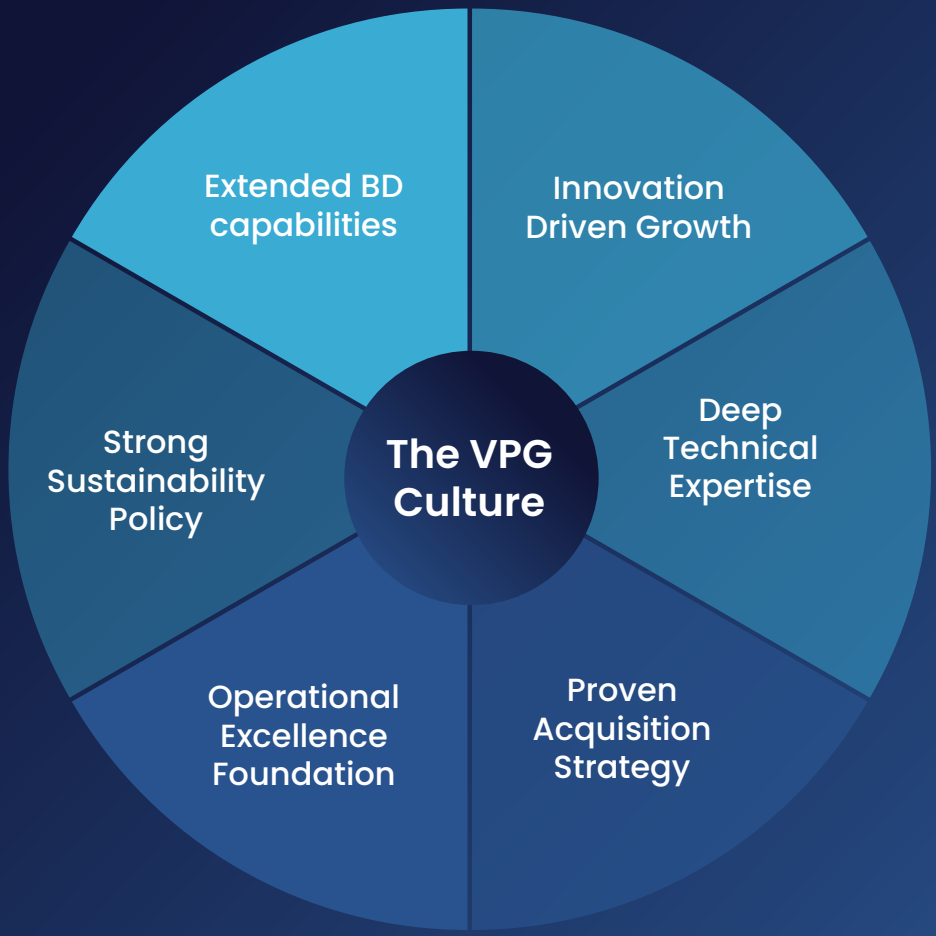 Extended BD
capabilities
Innovation
Driven Growth
Deep
Technical
Expertise
Proven
Acquisition
Strategy
Operational
Excellence
Foundation
Strong
Sustainability
Policy
The VPG
Culture